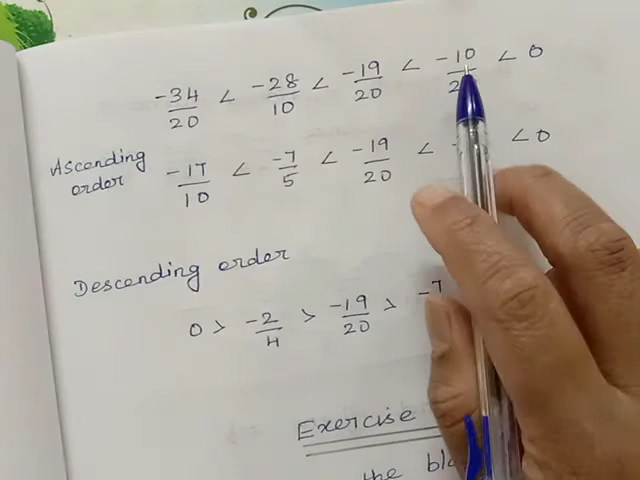 -34/20 < -28/10 < -19/20 < -10/2 < 0
Ascending order -17/10 < -7/5 < -19/20 < - < 0
Descending order
0 > -2/4 > -19/20 > -7
Exercise
the bl